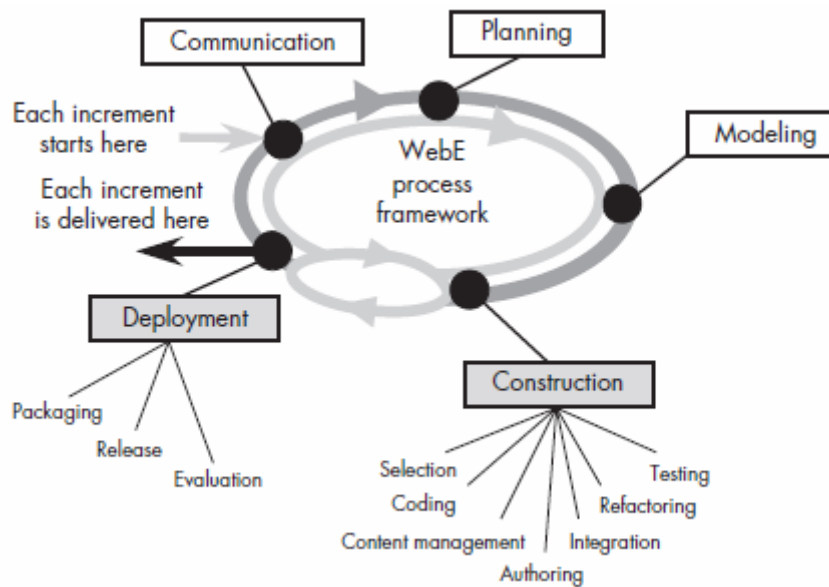 Communication
Planning
Each increment
starts here
Modeling
WebE
process
framework
Each increment
is delivered here
Deployment
Construction
Packaging
Release
Evaluation
Selection
Coding
Content management
Authoring
Integration
Refactoring
Testing